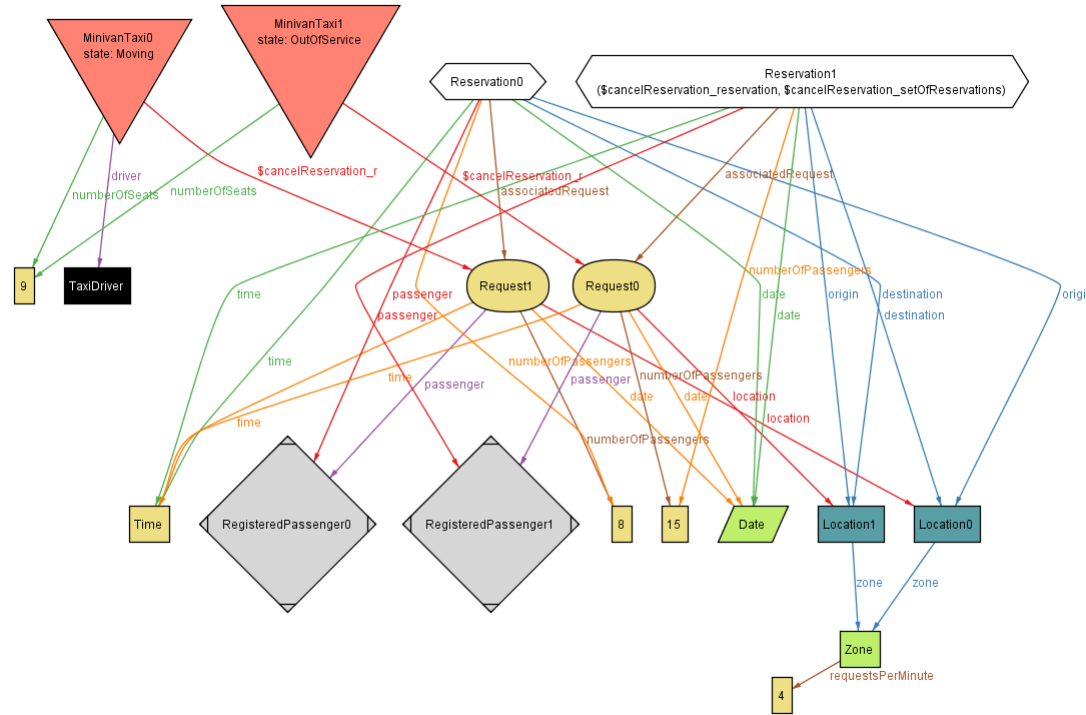 MinivanTaxi0
state: Moving
MinivanTaxi1
state: OutOfService
Reservation0
Reservation1
($cancelReservation_reservation, $cancelReservation_setOfReservations)
driver
numberOfSeats
numberOfSeats
$cancelReservation_r
$cancelReservation_r
associatedRequest
associatedRequest
9
TaxiDriver
Request1
Request0
numberOfPassengers
time
passenger
passenger
date
date
origin
destination
destination
origi
time
time
time
passenger
numberOfPassengers
passenger
numberOfPassengers
date
date
location
location
numberOfPassengers
Time
RegisteredPassenger0
RegisteredPassenger1
8
15
Date
Location1
Location0
zone
zone
Zone
requestsPerMinute
4